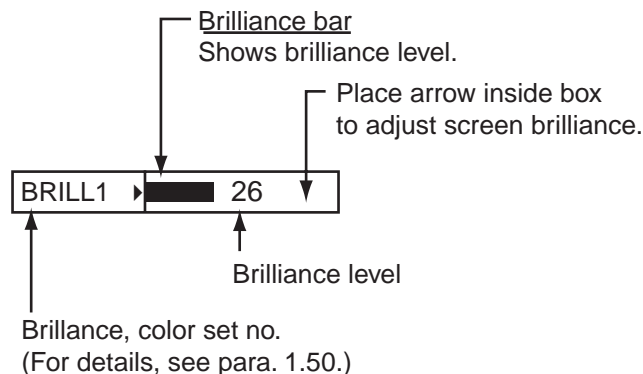 Brilliance bar
Shows brilliance level.
Place arrow inside box
to adjust screen brilliance.
BRILL1 26
Brilliance level
Brillance, color set no.
(For details, see para. 1.50.)